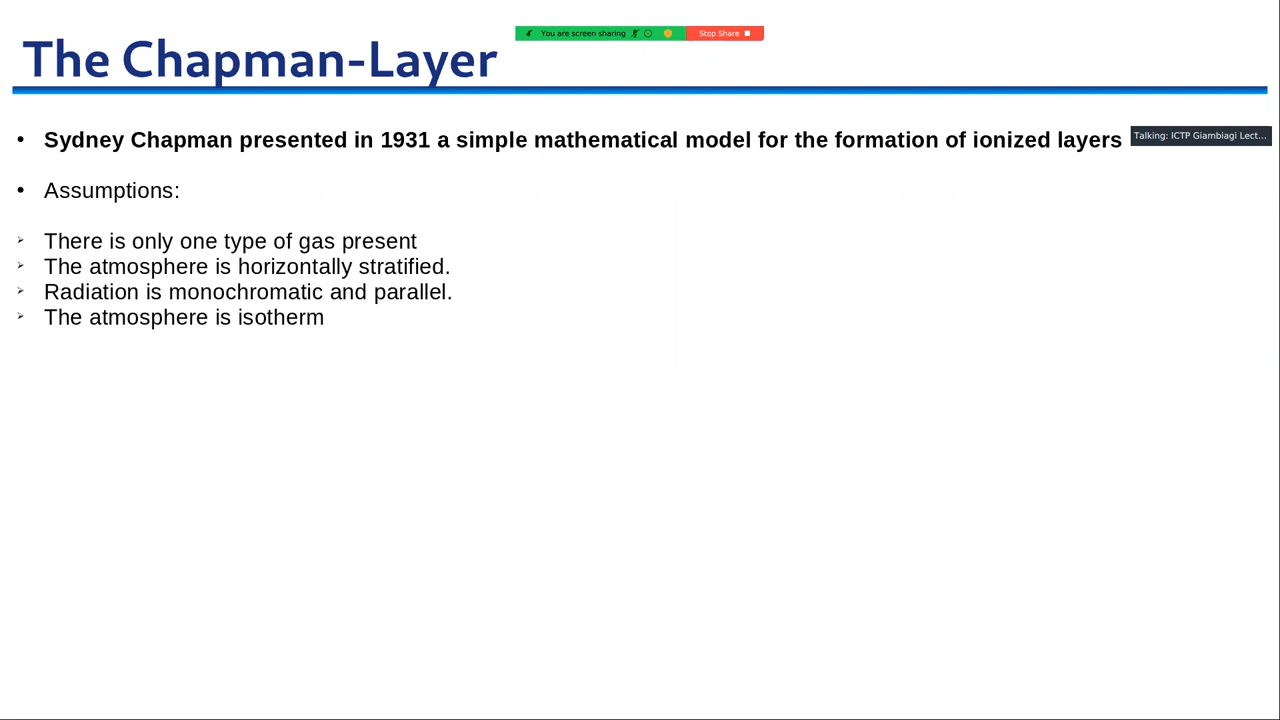 The Chapman-Layer
You are screen sharing
Stop Share
Talking: ICTP Giambiagi Lect...
• Sydney Chapman presented in 1931 a simple mathematical model for the formation of ionized layers
• Assumptions:
➢ There is only one type of gas present
➢ The atmosphere is horizontally stratified.
➢ Radiation is monochromatic and parallel.
➢ The atmosphere is isotherm